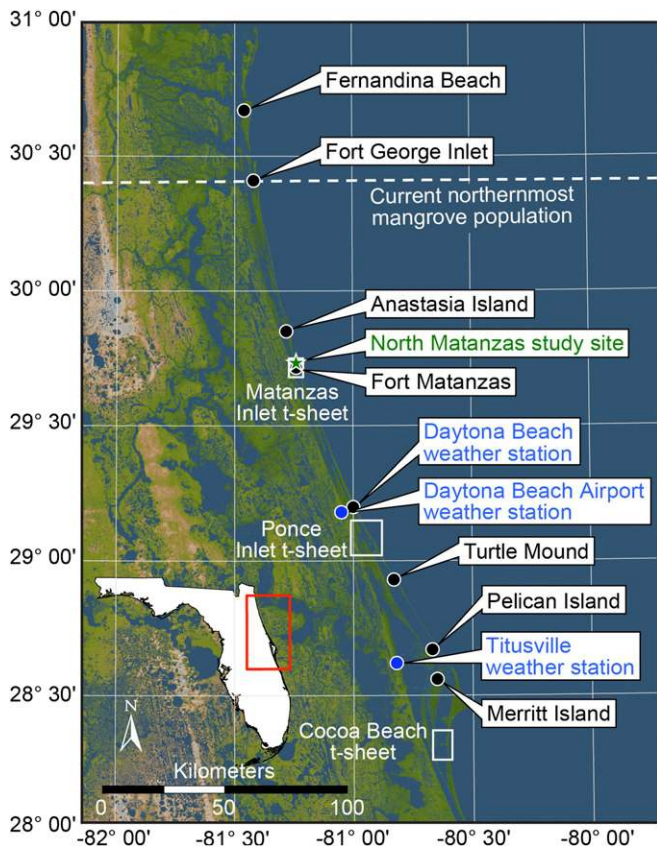 31° 00'
Fernandina Beach
30° 30'
Fort George Inlet
Current northernmost
mangrove population
30° 00'
Anastasia Island
North Matanzas study site
Fort Matanzas
Matanzas
Inlet t-sheet
29° 30'
Daytona Beach
weather station
Daytona Beach Airport
weather station
Ponce
Inlet t-sheet
29° 00'
Turtle Mound
Pelican Island
Titusville
weather station
28° 30'
Merritt Island
Cocoa Beach
t-sheet
N
Kilometers
0 50 100
28° 00'
-82° 00' -81° 30' -81° 00' -80° 30' -80° 00'